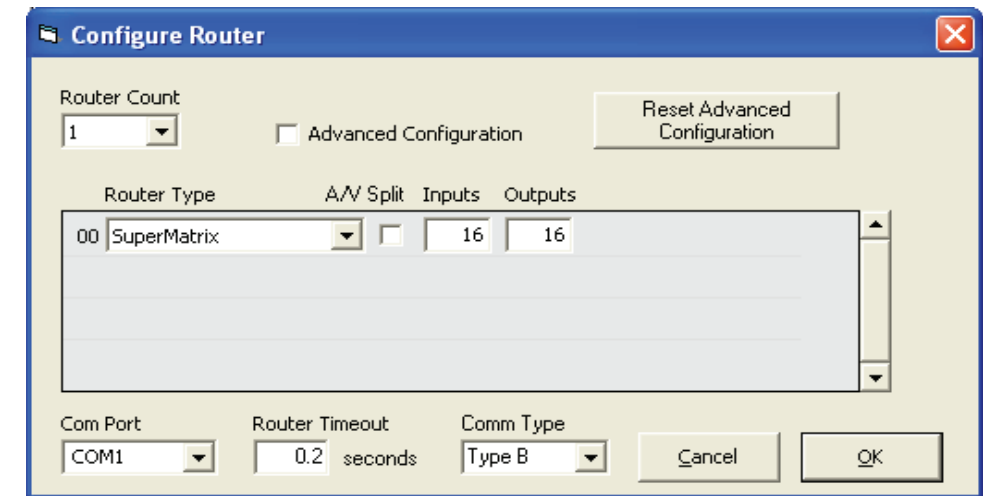 Configure Router
Router Count
1
Advanced Configuration
Reset Advanced
Configuration
Router Type A/V Split Inputs Outputs
00 SuperMatrix 16 16
Com Port Router Timeout Comm Type
COM1 0.2 seconds Type B Cancel OK